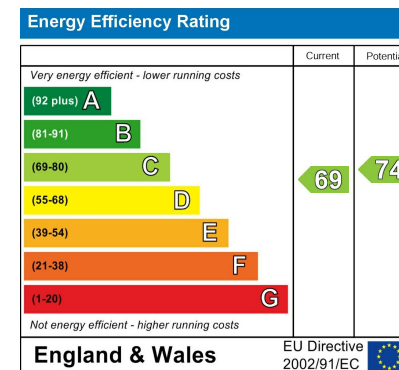 Energy Efficiency Rating
Current Potentia
Very energy efficient - lower running costs
(92 plus) A
(81-91) B
(69-80) C
(55-68) D
(39-54) E
(21-38) F
(1-20) G
69 74
Not energy efficient - higher running costs
England & Wales
EU Directive
2002/91/EC